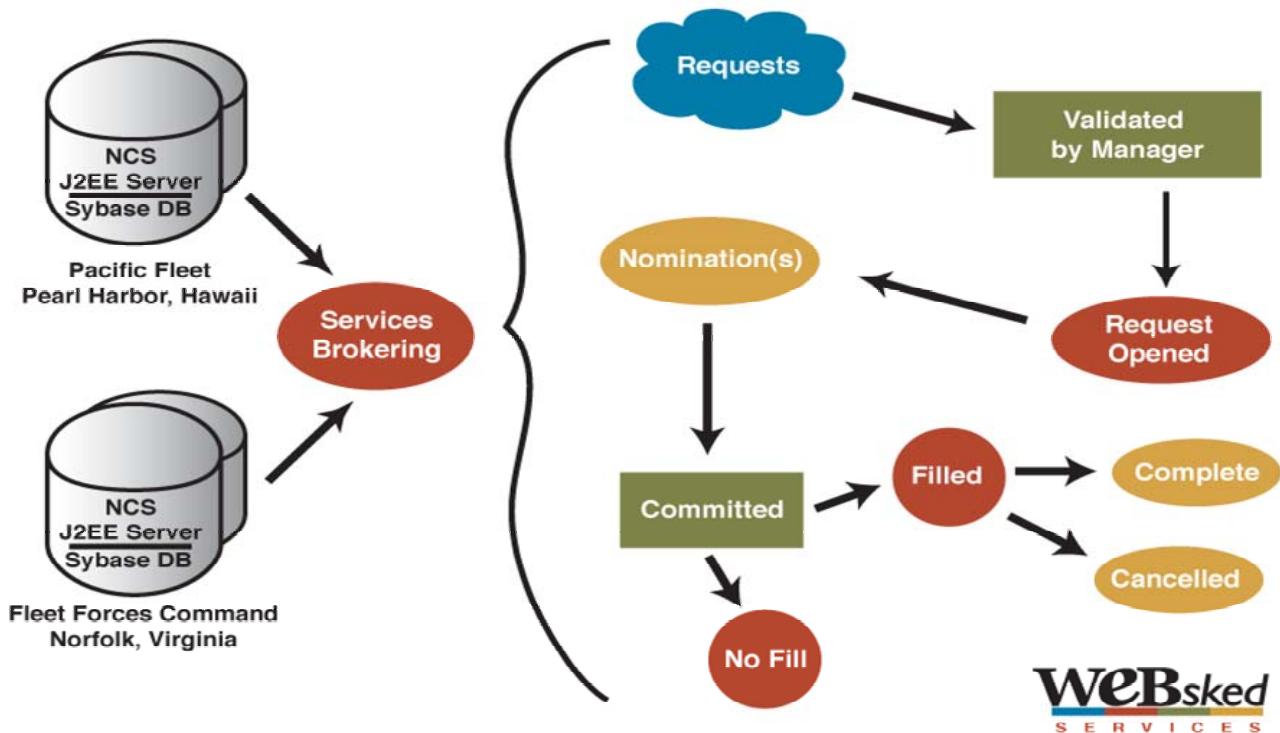 NCS
J2EE Server
Sybase DB
Pacific Fleet
Pearl Harbor, Hawaii
NCS
J2EE Server
Sybase DB
Fleet Forces Command
Norfolk, Virginia
Services
Brokering
Requests
Validated
by Manager
Request
Opened
Nomination(s)
Committed
Filled
Complete
Cancelled
No Fill
WeBsked
SERVICES